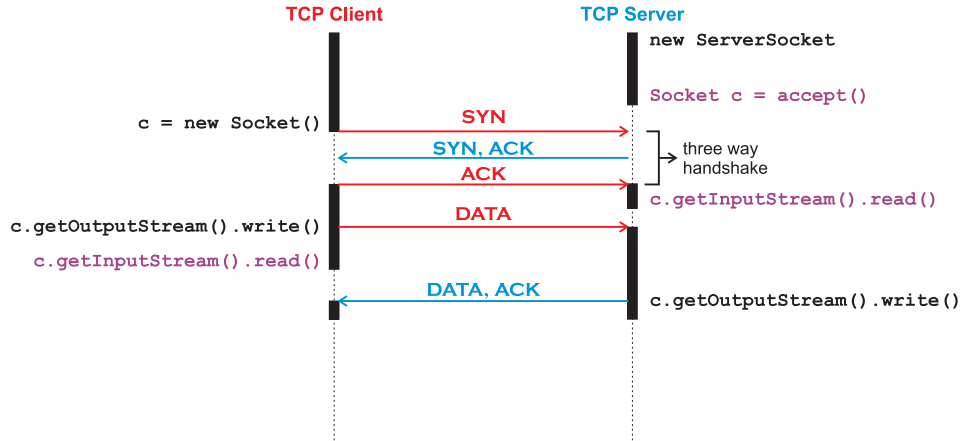 TCP Client
TCP Server
new ServerSocket
Socket c = accept()
c = new Socket()
SYN
SYN, ACK
three way
handshake
ACK
c.getInputStream().read()
DATA
c.getOutputStream().write()
c.getInputStream().read()
DATA, ACK
c.getOutputStream().write()